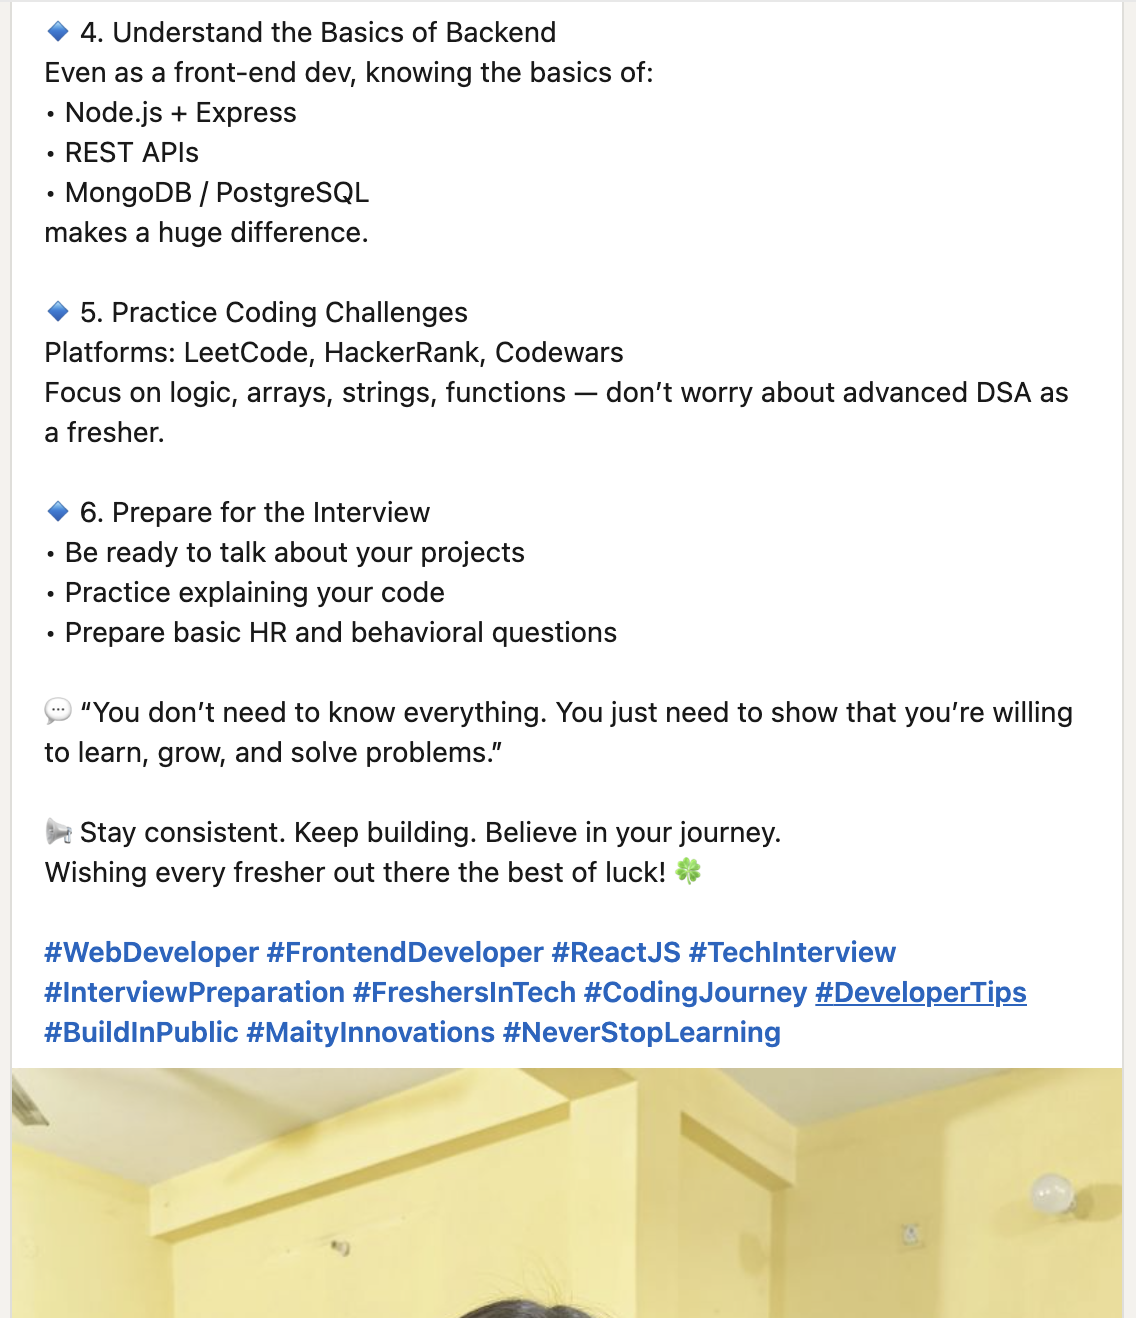 🔷 4. Understand the Basics of Backend
Even as a front-end dev, knowing the basics of:
• Node.js + Express
• REST APIs
• MongoDB / PostgreSQL
makes a huge difference.
🔷 5. Practice Coding Challenges
Platforms: LeetCode, HackerRank, Codewars
Focus on logic, arrays, strings, functions — don’t worry about advanced DSA as
a fresher.
🔷 6. Prepare for the Interview
• Be ready to talk about your projects
• Practice explaining your code
• Prepare basic HR and behavioral questions
💬 “You don’t need to know everything. You just need to show that you’re willing
to learn, grow, and solve problems.”
📢 Stay consistent. Keep building. Believe in your journey.
Wishing every fresher out there the best of luck! 🍀
#WebDeveloper #FrontendDeveloper #ReactJS #TechInterview
#InterviewPreparation #FreshersInTech #CodingJourney #DeveloperTips
#BuildInPublic #MaityInnovations #NeverStopLearning